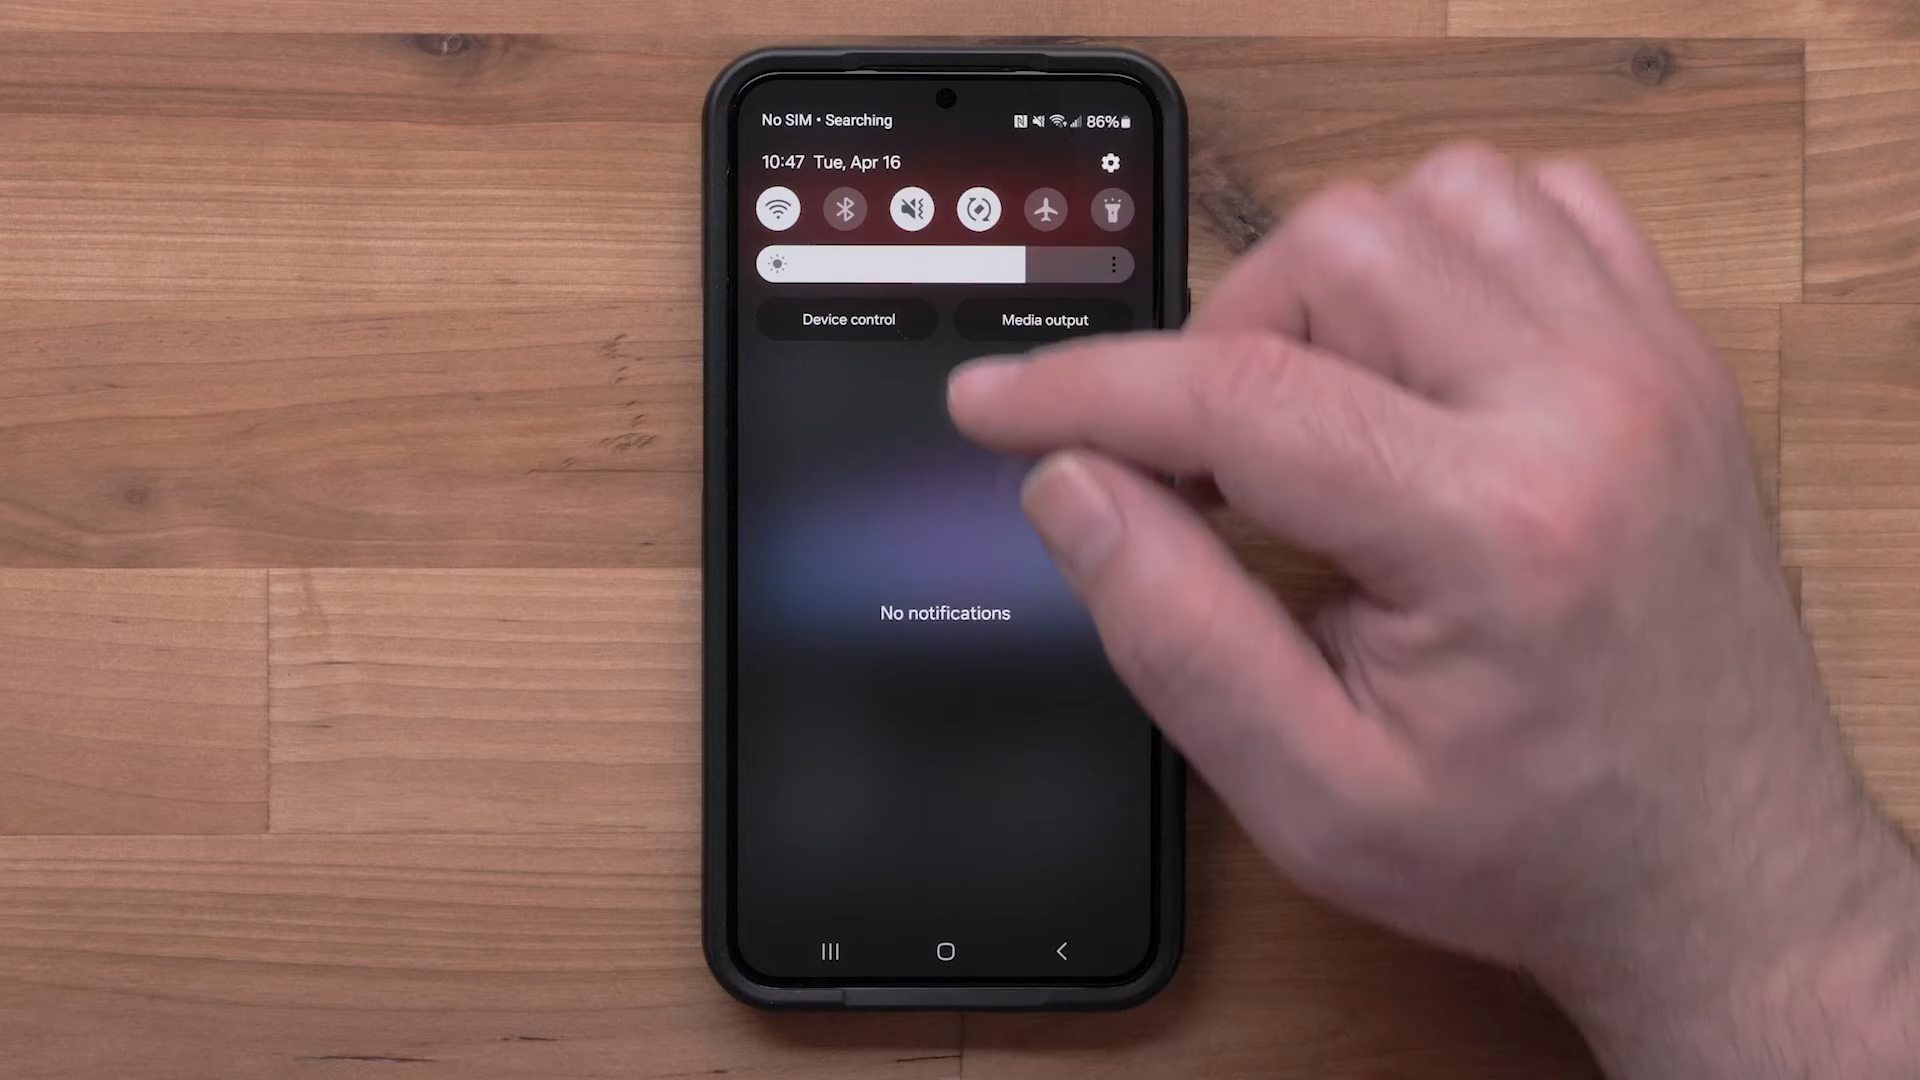 No SIM • Searching
86%
10:47 Tue, Apr 16
Device control
Media output
No notifications